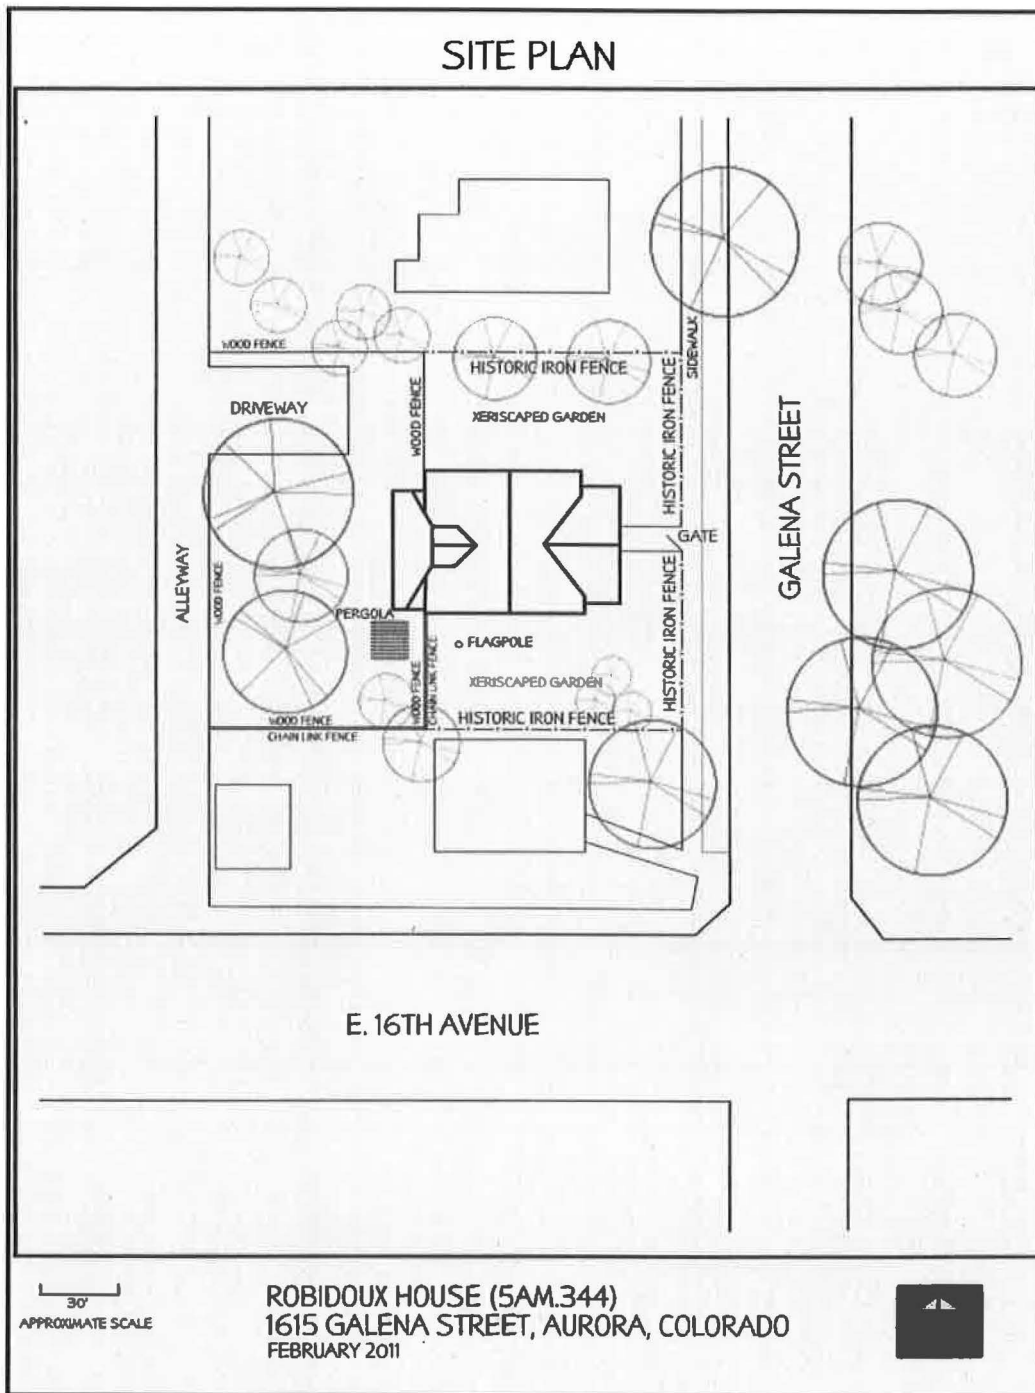 SITE PLAN
WOOD FENCE
HISTORIC IRON FENCE
SIDEWALK
DRIVEWAY
WOOD FENCE
XERISCAPED GARDEN
HISTORIC IRON FENCE
GALENA STREET
GATE
ALLEYWAY
WOOD FENCE
PERGOLA
FLAGPOLE
HISTORIC IRON FENCE
WOOD FENCE
CHAIN LINK FENCE
XERISCAPED GARDEN
WOOD FENCE
CHAIN LINK FENCE
HISTORIC IRON FENCE
E. 16TH AVENUE
30'
APPROXIMATE SCALE
ROBIDOUX HOUSE (5AM.344)
1615 GALENA STREET, AURORA, COLORADO
FEBRUARY 2011